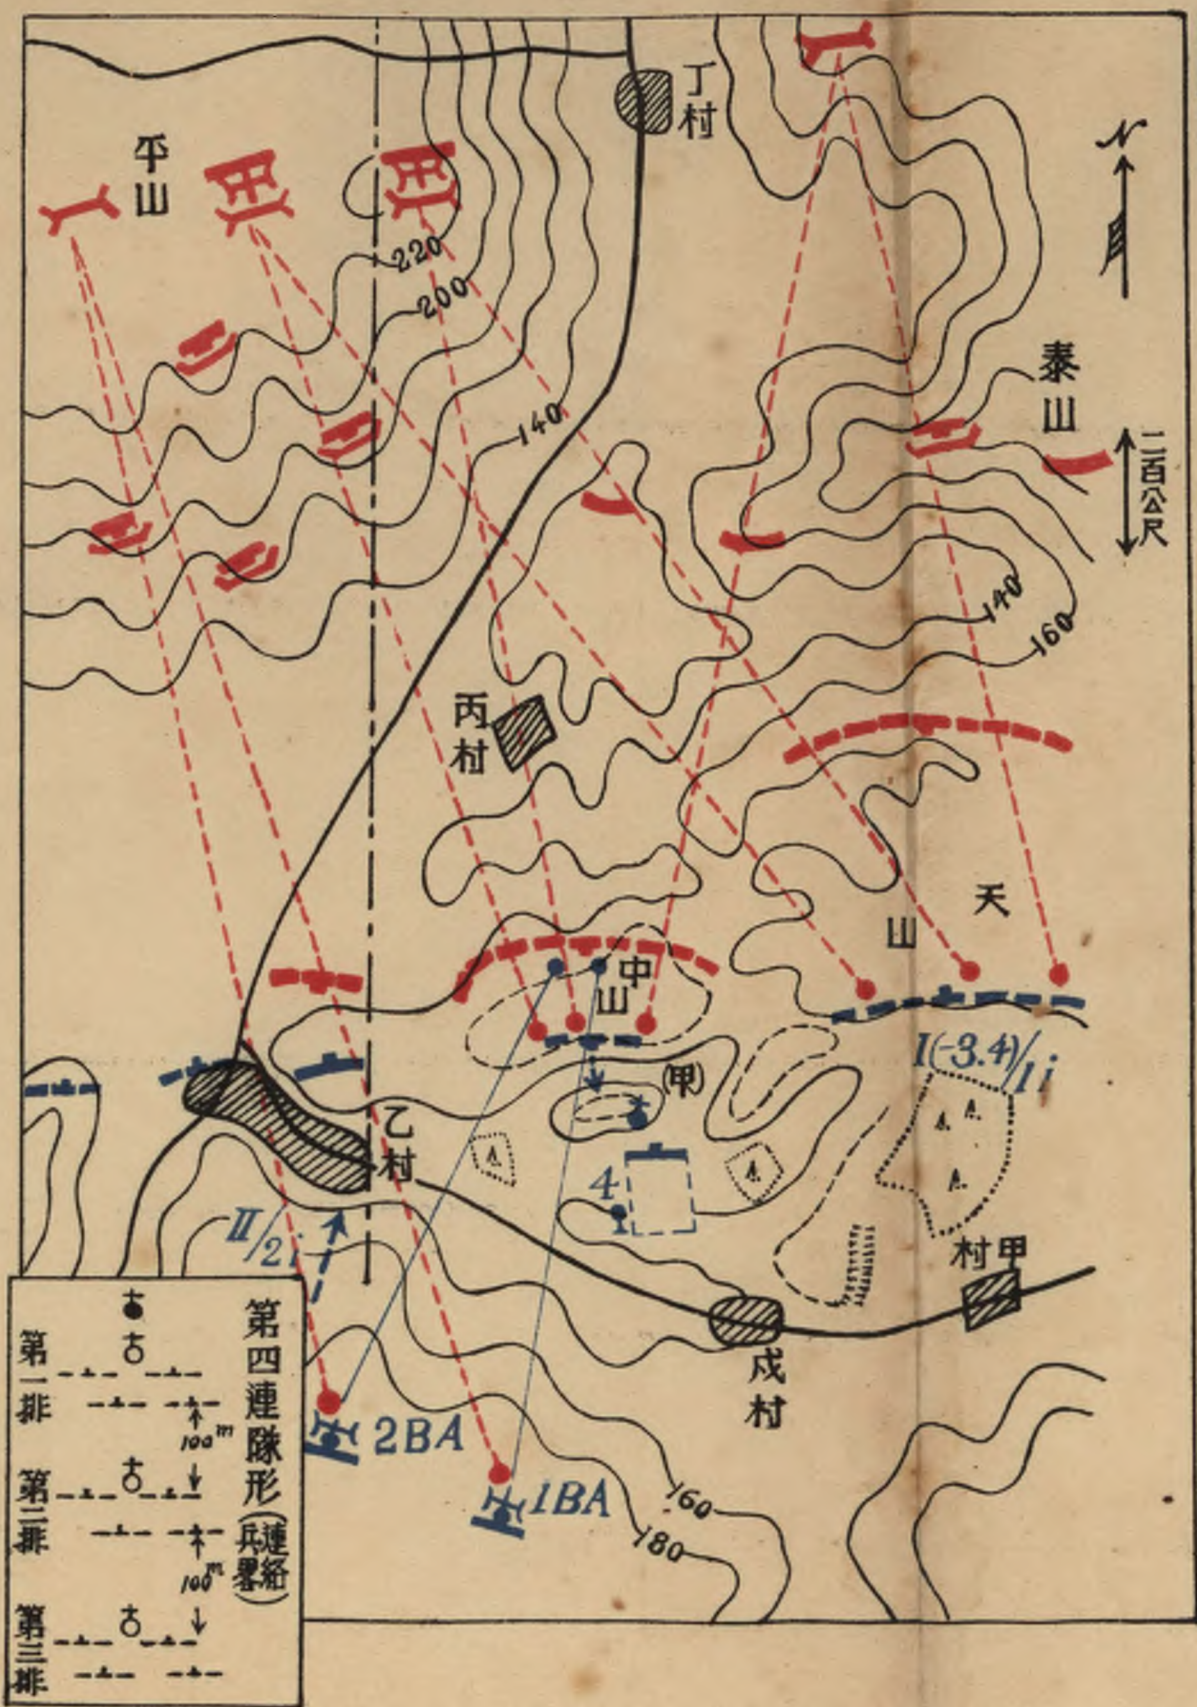 丁村
N
平山
220
200
泰山
二百公尺
140
140
160
丙村
天山
中山
(甲)
I(-3.4)/1i
乙村
4
II/2i
甲村
戍村
2BA
1BA
160
180
第四連隊形(連絡兵畧)
第一排
100m
第二排
100m
第三排